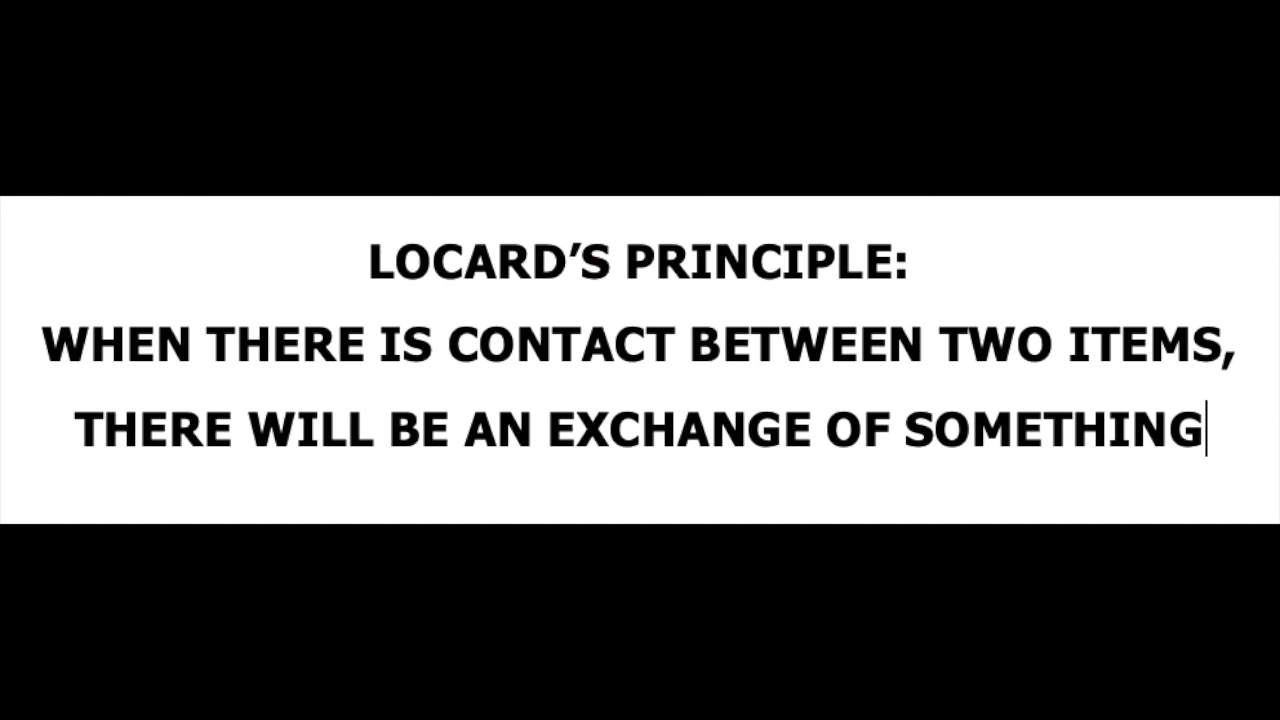 LOCARD’S PRINCIPLE:
WHEN THERE IS CONTACT BETWEEN TWO ITEMS,
THERE WILL BE AN EXCHANGE OF SOMETHING